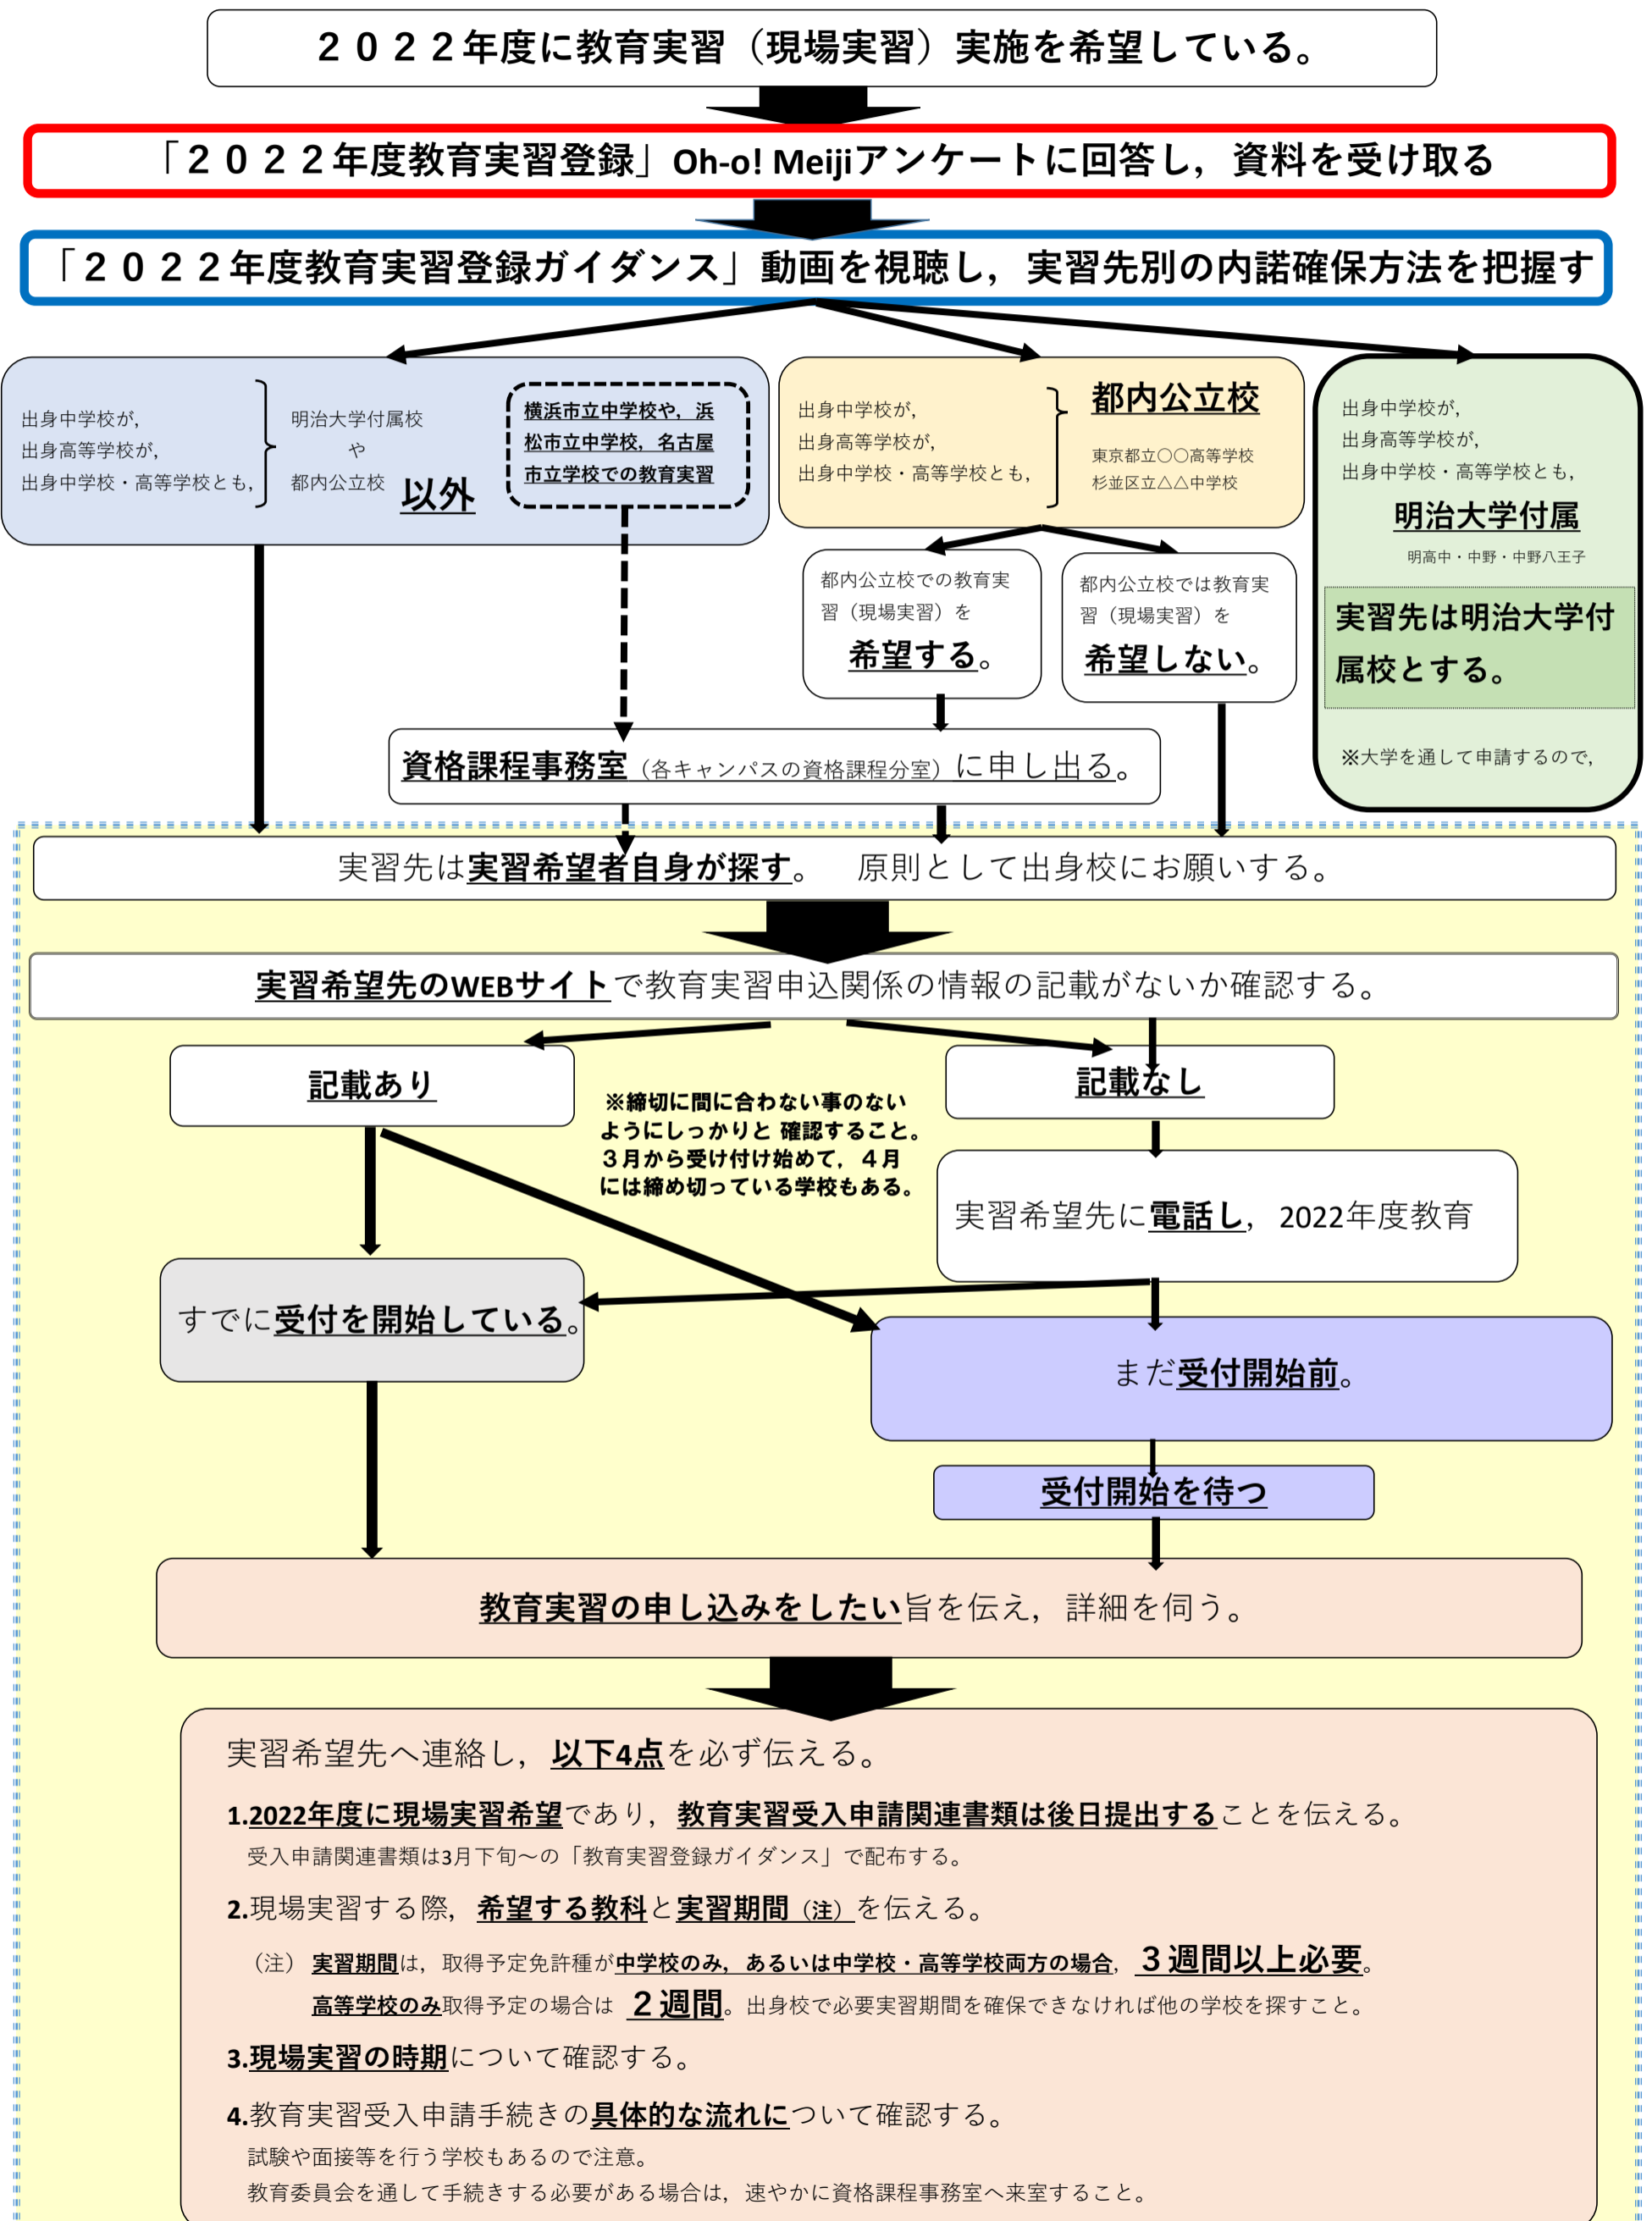 ２０２２年度に教育実習（現場実習）実施を希望している。
「２０２２年度教育実習登録」Oh-o! Meijiアンケートに回答し，資料を受け取る
「２０２２年度教育実習登録ガイダンス」動画を視聴し，実習先別の内諾確保方法を把握す
出身中学校が，
出身高等学校が，
出身中学校・高等学校とも，
明治大学付属校
や
都内公立校 以外
横浜市立中学校や，浜
松市立中学校，名古屋
市立学校での教育実習
出身中学校が，
出身高等学校が，
出身中学校・高等学校とも，
都内公立校
東京都立〇〇高等学校
杉並区立△△中学校
出身中学校が，
出身高等学校が，
出身中学校・高等学校とも，
明治大学付属
明高中・中野・中野八王子
実習先は明治大学付
属校とする。
※大学を通して申請するので，
都内公立校での教育実
習（現場実習）を
希望する。
都内公立校では教育実
習（現場実習）を
希望しない。
資格課程事務室（各キャンパスの資格課程分室）に申し出る。
実習先は実習希望者自身が探す。　原則として出身校にお願いする。
実習希望先のWEBサイトで教育実習申込関係の情報の記載がないか確認する。
記載あり
記載なし
※締切に間に合わない事のない
ようにしっかりと 確認すること。
３月から受け付け始めて，４月
には締め切っている学校もある。
実習希望先に電話し，2022年度教育
すでに受付を開始している。
まだ受付開始前。
受付開始を待つ
教育実習の申し込みをしたい旨を伝え，詳細を伺う。
実習希望先へ連絡し，以下4点を必ず伝える。
1.2022年度に現場実習希望であり，教育実習受入申請関連書類は後日提出することを伝える。
受入申請関連書類は3月下旬～の「教育実習登録ガイダンス」で配布する。
2.現場実習する際，希望する教科と実習期間（注）を伝える。
（注） 実習期間は，取得予定免許種が中学校のみ，あるいは中学校・高等学校両方の場合，３週間以上必要。
高等学校のみ取得予定の場合は ２週間。出身校で必要実習期間を確保できなければ他の学校を探すこと。
3.現場実習の時期について確認する。
4.教育実習受入申請手続きの具体的な流れについて確認する。
試験や面接等を行う学校もあるので注意。
教育委員会を通して手続きする必要がある場合は，速やかに資格課程事務室へ来室すること。